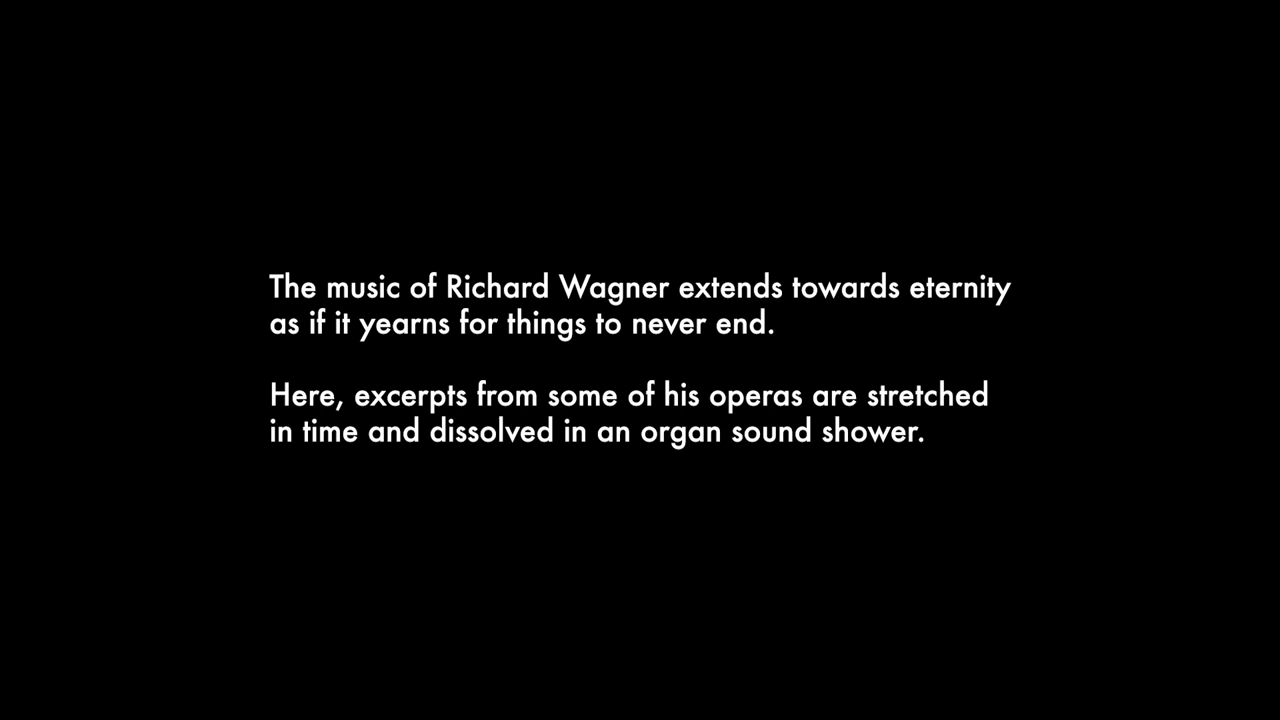 The music of Richard Wagner extends towards eternity
as if it yearns for things to never end.
Here, excerpts from some of his operas are stretched
in time and dissolved in an organ sound shower.